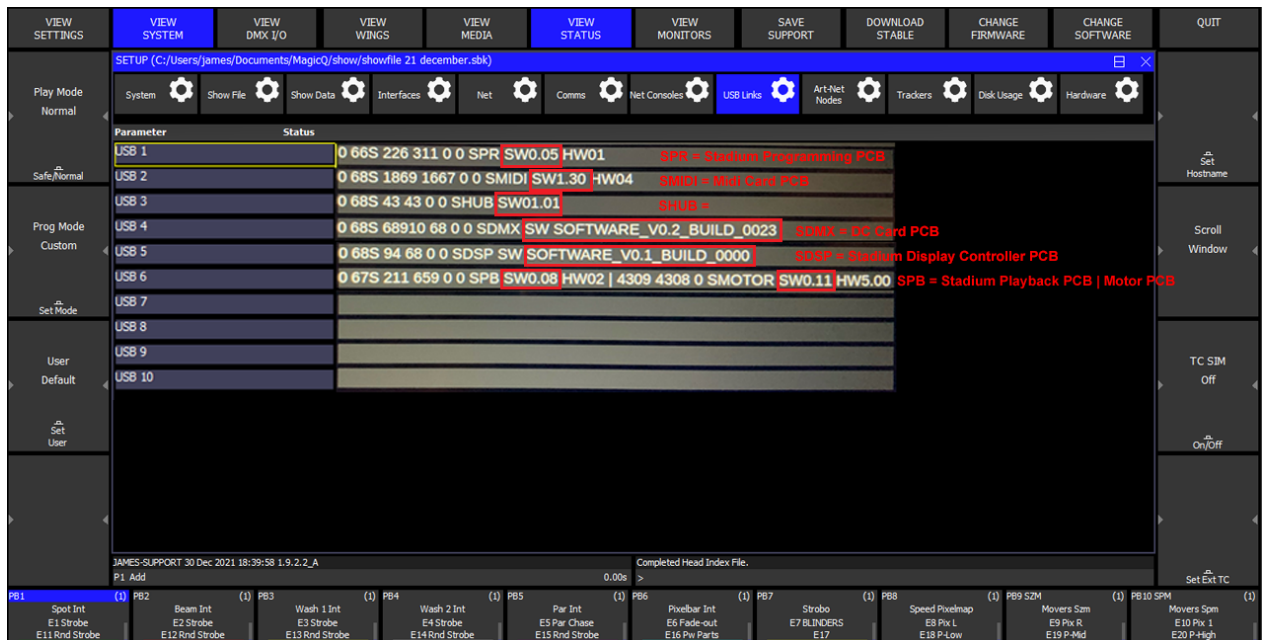 VIEW SETTINGS
VIEW SYSTEM
VIEW DMX I/O
VIEW WINGS
VIEW MEDIA
VIEW STATUS
VIEW MONITORS
SAVE SUPPORT
DOWNLOAD STABLE
CHANGE FIRMWARE
CHANGE SOFTWARE
QUIT
SETUP (C:/Users/james/Documents/MagicQ/show/showfile 21 december.sbk)
System
Show File
Show Data
Interfaces
Net
Comms
Net Consoles
USB Links
Art-Net Nodes
Trackers
Disk Usage
Hardware
Play Mode
Normal
Safe/Normal
Prog Mode
Custom
Set Mode
User
Default
Set
User
Parameter Status
USB 1 0 66S 226 311 0 0 SPR SW0.05 HW01 SPR = Stadium Programming PCB
USB 2 0 68S 1869 1667 0 0 SMIDI SW1.30 HW04 SMIDI = Midi Card PCB
USB 3 0 68S 43 43 0 0 SHUB SW01.01 SHUB =
USB 4 0 68S 68910 68 0 0 SDMX SW SOFTWARE_V0.2_BUILD_0023 SDMX = DC Card PCB
USB 5 0 68S 94 68 0 0 SDSP SW SOFTWARE_V0.1_BUILD_0000 SDSP = Stadium Display Controller PCB
USB 6 0 67S 211 659 0 0 SPB SW0.08 HW02 | 4309 4308 0 SMOTOR SW0.11 HW5.00 SPB = Stadium Playback PCB | Motor PCB
USB 7
USB 8
USB 9
USB 10
Set
Hostname
Scroll
Window
TC SIM
Off
On/Off
Set Ext TC
JAMES-SUPPORT 30 Dec 2021 18:39:58 1.9.2.2_A
Completed Head Index File.
P1 Add 0.00s >
PB1 (1)
Spot Int
E1 Strobe
E11 Rnd Strobe
PB2 (1)
Beam Int
E2 Strobe
E12 Rnd Strobe
PB3 (1)
Wash 1 Int
E3 Strobe
E13 Rnd Strobe
PB4 (1)
Wash 2 Int
E4 Strobe
E14 Rnd Strobe
PB5 (1)
Par Int
E5 Par Chase
E15 Rnd Strobe
PB6 (1)
Pixelbar Int
E6 Fade-out
E16 Pw Parts
PB7 (1)
Strobo
E7 BLINDERS
E17
PB8 (1)
Speed Pixelmap
E8 Pix L
E18 P-Low
PB9 SZM (1)
Movers Szm
E9 Pix R
E19 P-Mid
PB10 SPM (1)
Movers Spm
E10 Pix 1
E20 P-High